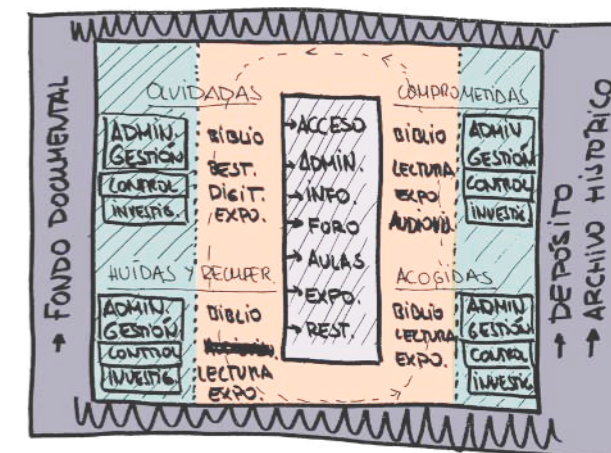 → FONDO DOCUMENTAL
OLVIDADAS
ADMIN.
GESTIÓN
CONTROL
INVESTIG.
BIBLIO
REST.
DIGIT.
EXPO.
HUÍDAS Y RECUPER.
ADMIN.
GESTIÓN
CONTROL
INVESTIG.
BIBLIO
LECTURA
EXPO.
→ACCESO
→ADMIN.
→INFO.
→FORO
→AULAS
→EXPO.
→REST.
COMPROMETIDAS
BIBLIO
LECTURA
EXPO
AUDIOVIS.
ADMIN
GESTIÓN
CONTROL
INVESTIG.
ACOGIDAS
BIBLIO
LECTURA
EXPO.
ADMIN
GESTIÓN
CONTROL
INVESTIG.
→ DEPÓSITO
→ ARCHIVO HISTÓRICO